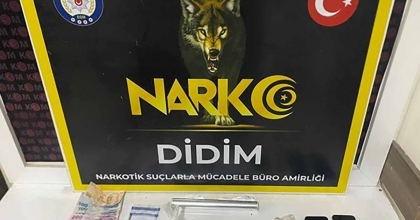 NARKO
DİDİM
NARKOTİK SUÇLARLA MÜCADELE BÜRO AMİRLİĞİ